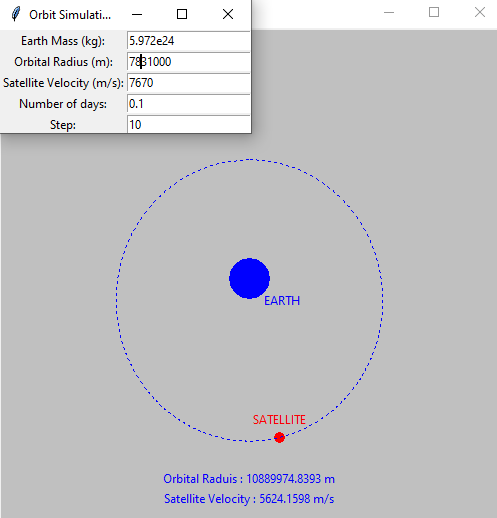 Orbit Simulati...
Earth Mass (kg): 5.972e24
Orbital Radius (m): 7831000
Satellite Velocity (m/s): 7670
Number of days: 0.1
Step: 10
EARTH
SATELLITE
Orbital Raduis : 10889974.8393 m
Satellite Velocity : 5624.1598 m/s